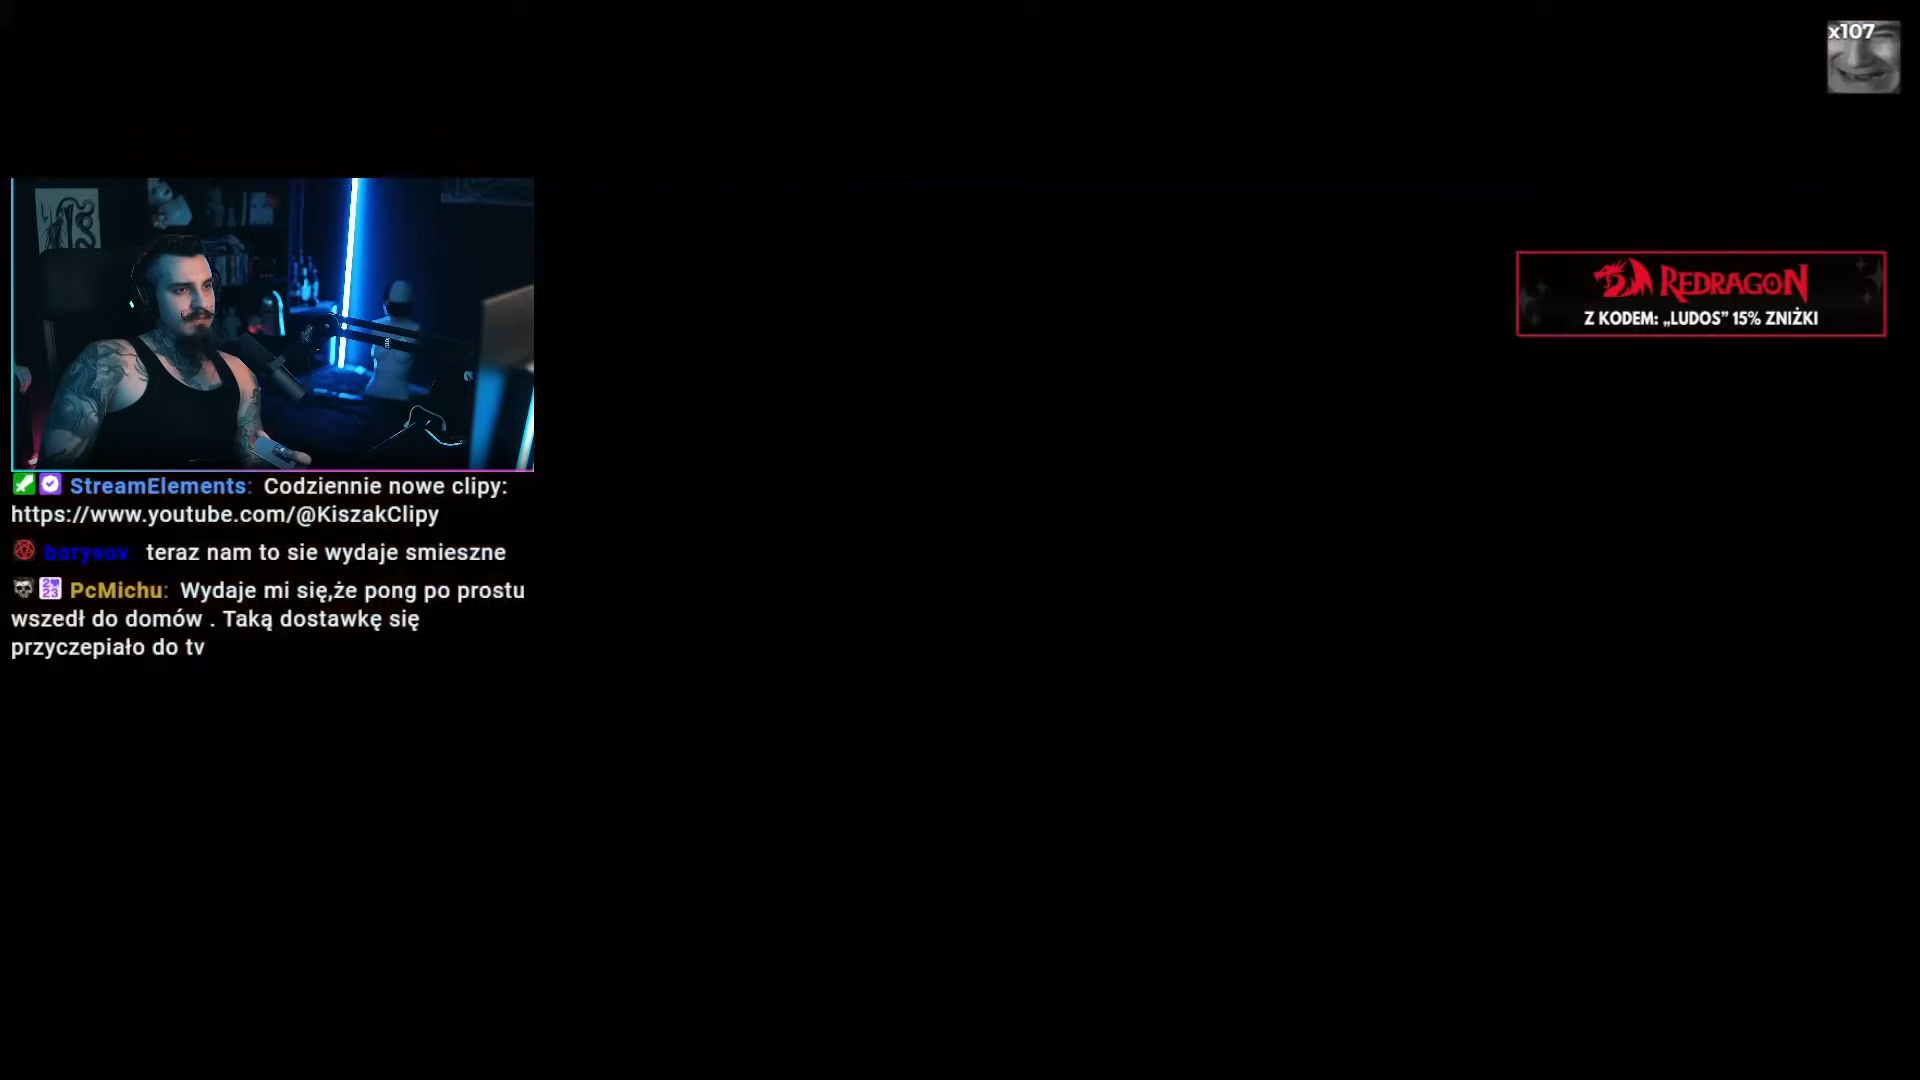 x107
REDRAGON
Z KODEM: „LUDOS” 15% ZNIŻKI
StreamElements: Codziennie nowe clipy:
https://www.youtube.com/@KiszakClipy
borysov: teraz nam to sie wydaje smieszne
PcMichu: Wydaje mi się,że pong po prostu
wszedł do domów . Taką dostawkę się
przyczepiało do tv